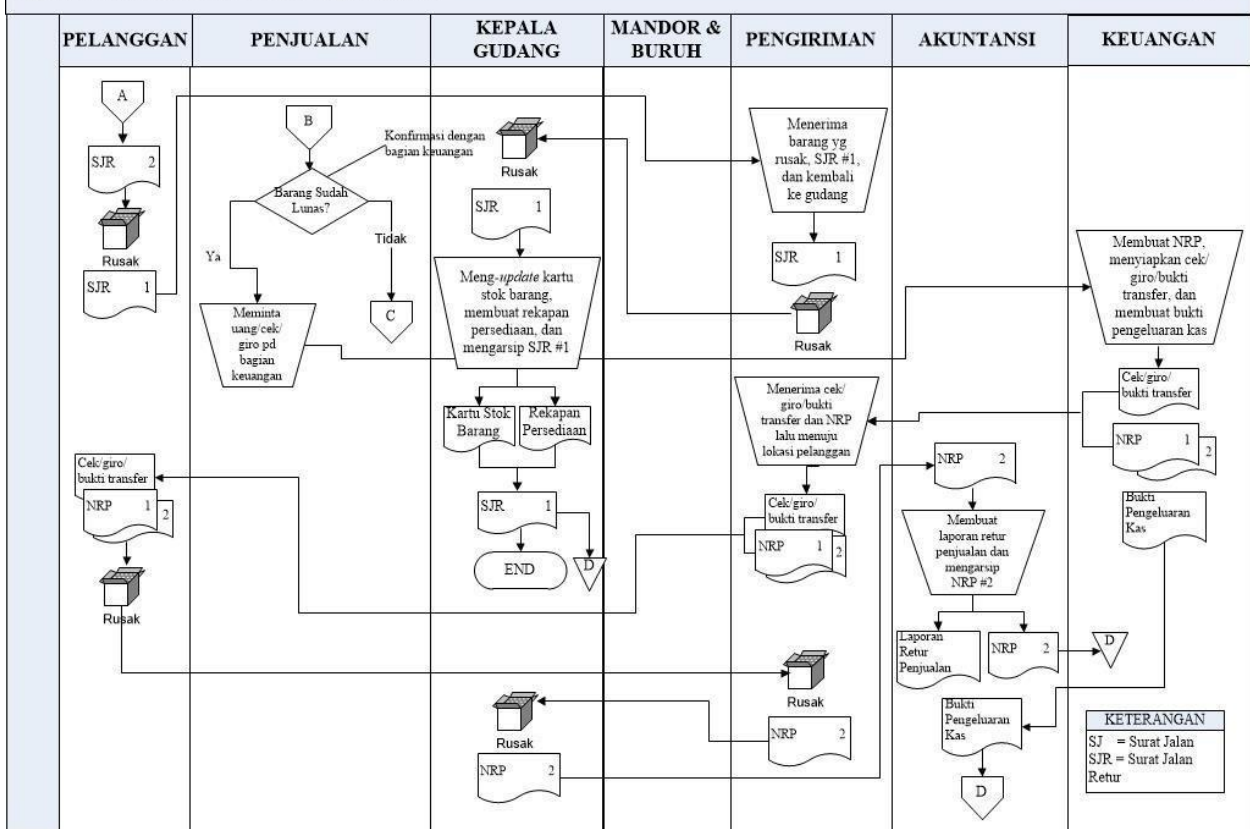 PELANGGAN
PENJUALAN
KEPALA
GUDANG
MANDOR &
BURUH
PENGIRIMAN
AKUNTANSI
KEUANGAN
A
SJR 2
Rusak
SJR 1
Cek/giro/
bukti transfer
NRP 1
2
Rusak
B
Konfirmasi dengan
bagian keuangan
Barang Sudah
Lunas?
Ya
Tidak
Meminta
uang/cek/
giro pd
bagian
keuangan
C
Rusak
SJR 1
Meng-update kartu
stok barang,
membuat rekapan
persediaan, dan
mengarsip SJR #1
Kartu Stok
Barang
Rekapan
Persediaan
SJR 1
END
D
Rusak
NRP 2
Menerima
barang yg
rusak, SJR #1,
dan kembali
ke gudang
SJR 1
Rusak
Menerima cek/
giro/bukti
transfer dan NRP
lalu menuju
lokasi pelanggan
Cek/giro/
bukti transfer
NRP 1
2
Rusak
NRP 2
NRP 2
Membuat
laporan retur
penjualan dan
mengarsip
NRP #2
Laporan
Retur
Penjualan
NRP 2
Bukti
Pengeluaran
Kas
D
Membuat NRP,
menyiapkan cek/
giro/bukti
transfer, dan
membuat bukti
pengeluaran kas
Cek/giro/
bukti transfer
NRP 1
2
Bukti
Pengeluaran
Kas
D
KETERANGAN
SJ = Surat Jalan
SJR = Surat Jalan
Retur